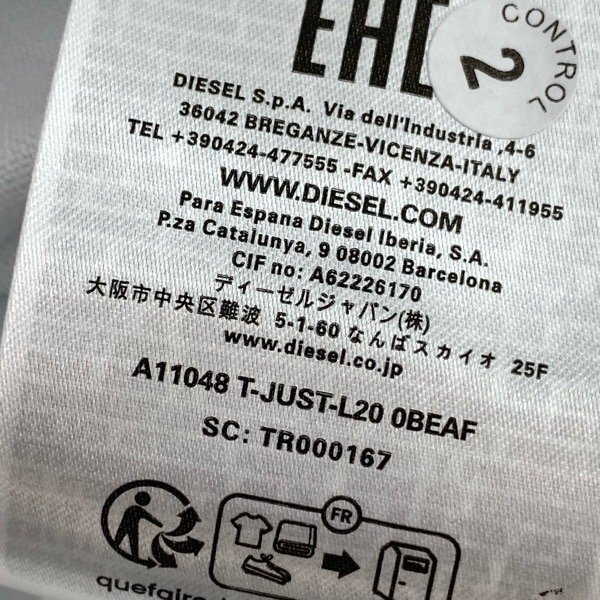 EAC
CONTROL
2
DIESEL S.p.A. Via dell'Industria ,4-6
36042 BREGANZE-VICENZA-ITALY
TEL +390424-477555 -FAX +390424-411955
WWW.DIESEL.COM
Para Espana Diesel Iberia, S.A.
P.za Catalunya, 9 08002 Barcelona
CIF no: A62226170
ディーゼルジャパン(株)
大阪市中央区難波 5-1-60 なんばスカイオ 25F
www.diesel.co.jp
A11048 T-JUST-L20 0BEAF
SC: TR000167
FR
quefaire